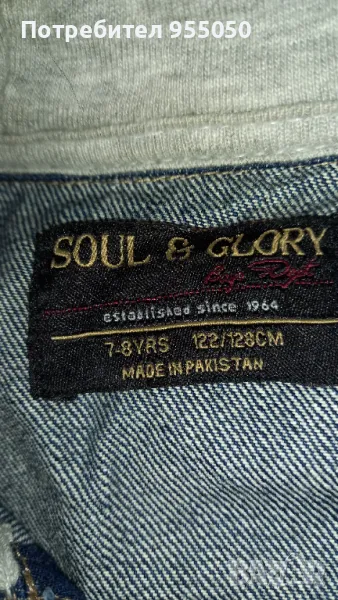 Потребител 955050
SOUL & GLORY
established since 1964
7-8YRS 122/128CM
MADE IN PAKISTAN